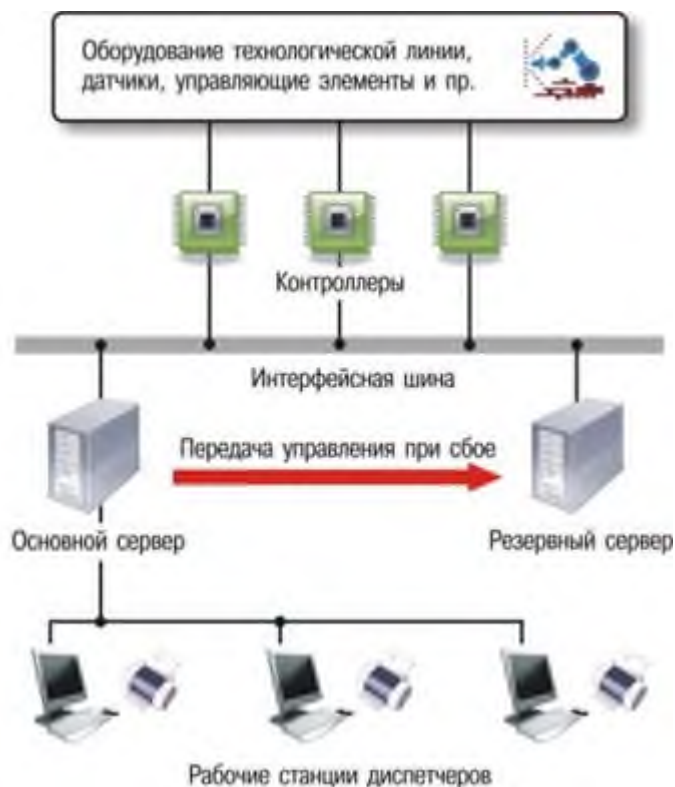 Оборудование технологической линии,
датчики, управляющие элементы и пр.
Контроллеры
Интерфейсная шина
Передача управления при сбое
Основной сервер
Резервный сервер
Рабочие станции диспетчеров